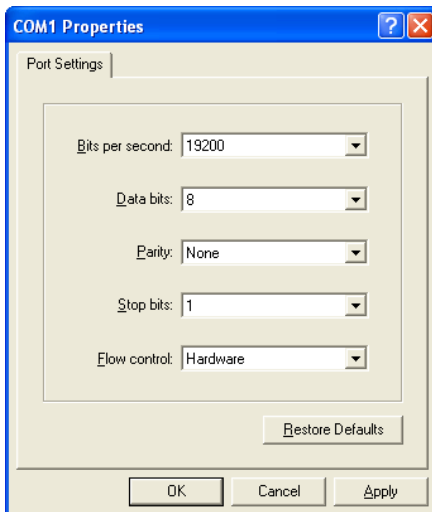 COM1 Properties
Port Settings
Bits per second: 19200
Data bits: 8
Parity: None
Stop bits: 1
Flow control: Hardware
Restore Defaults
OK Cancel Apply